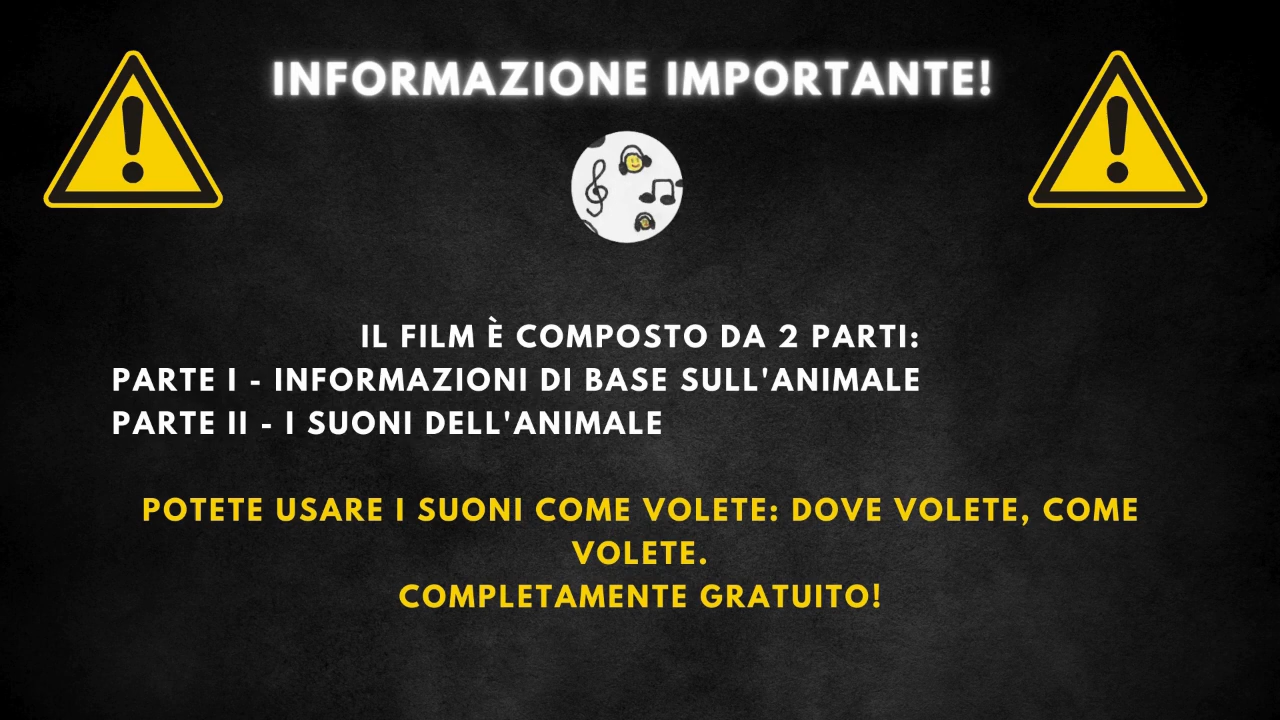 INFORMAZIONE IMPORTANTE!
IL FILM È COMPOSTO DA 2 PARTI:
PARTE I - INFORMAZIONI DI BASE SULL'ANIMALE
PARTE II - I SUONI DELL'ANIMALE
POTETE USARE I SUONI COME VOLETE: DOVE VOLETE, COME
VOLETE.
COMPLETAMENTE GRATUITO!